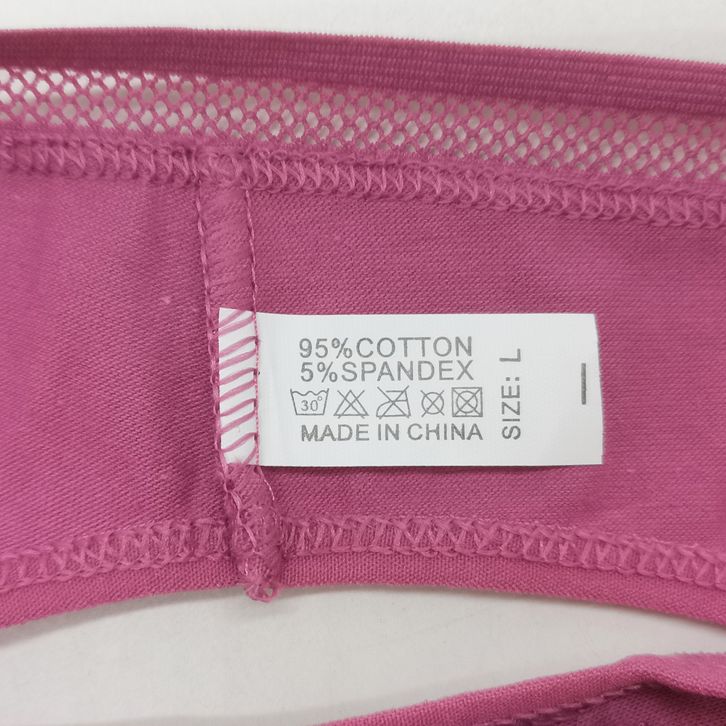 95%COTTON
5%SPANDEX
30°
MADE IN CHINA
SIZE: L